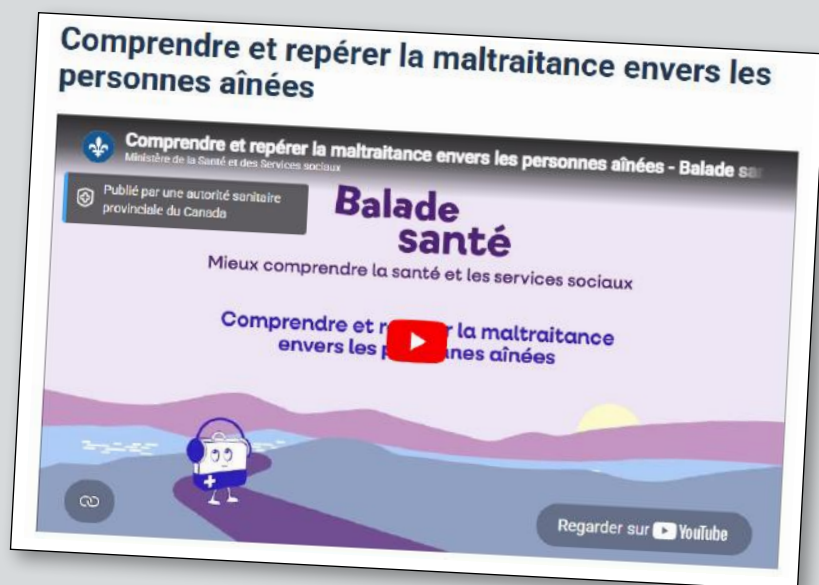 Comprendre et repérer la maltraitance envers les
personnes aînées
Comprendre et repérer la maltraitance envers les personnes aînées - Balade
Ministère de la Santé et des Services sociaux
Publié par une autorité sanitaire
provinciale du Canada
Balade
santé
Mieux comprendre la santé et les services sociaux
Comprendre et la maltraitance
envers les aînées
Regarder sur YouTube